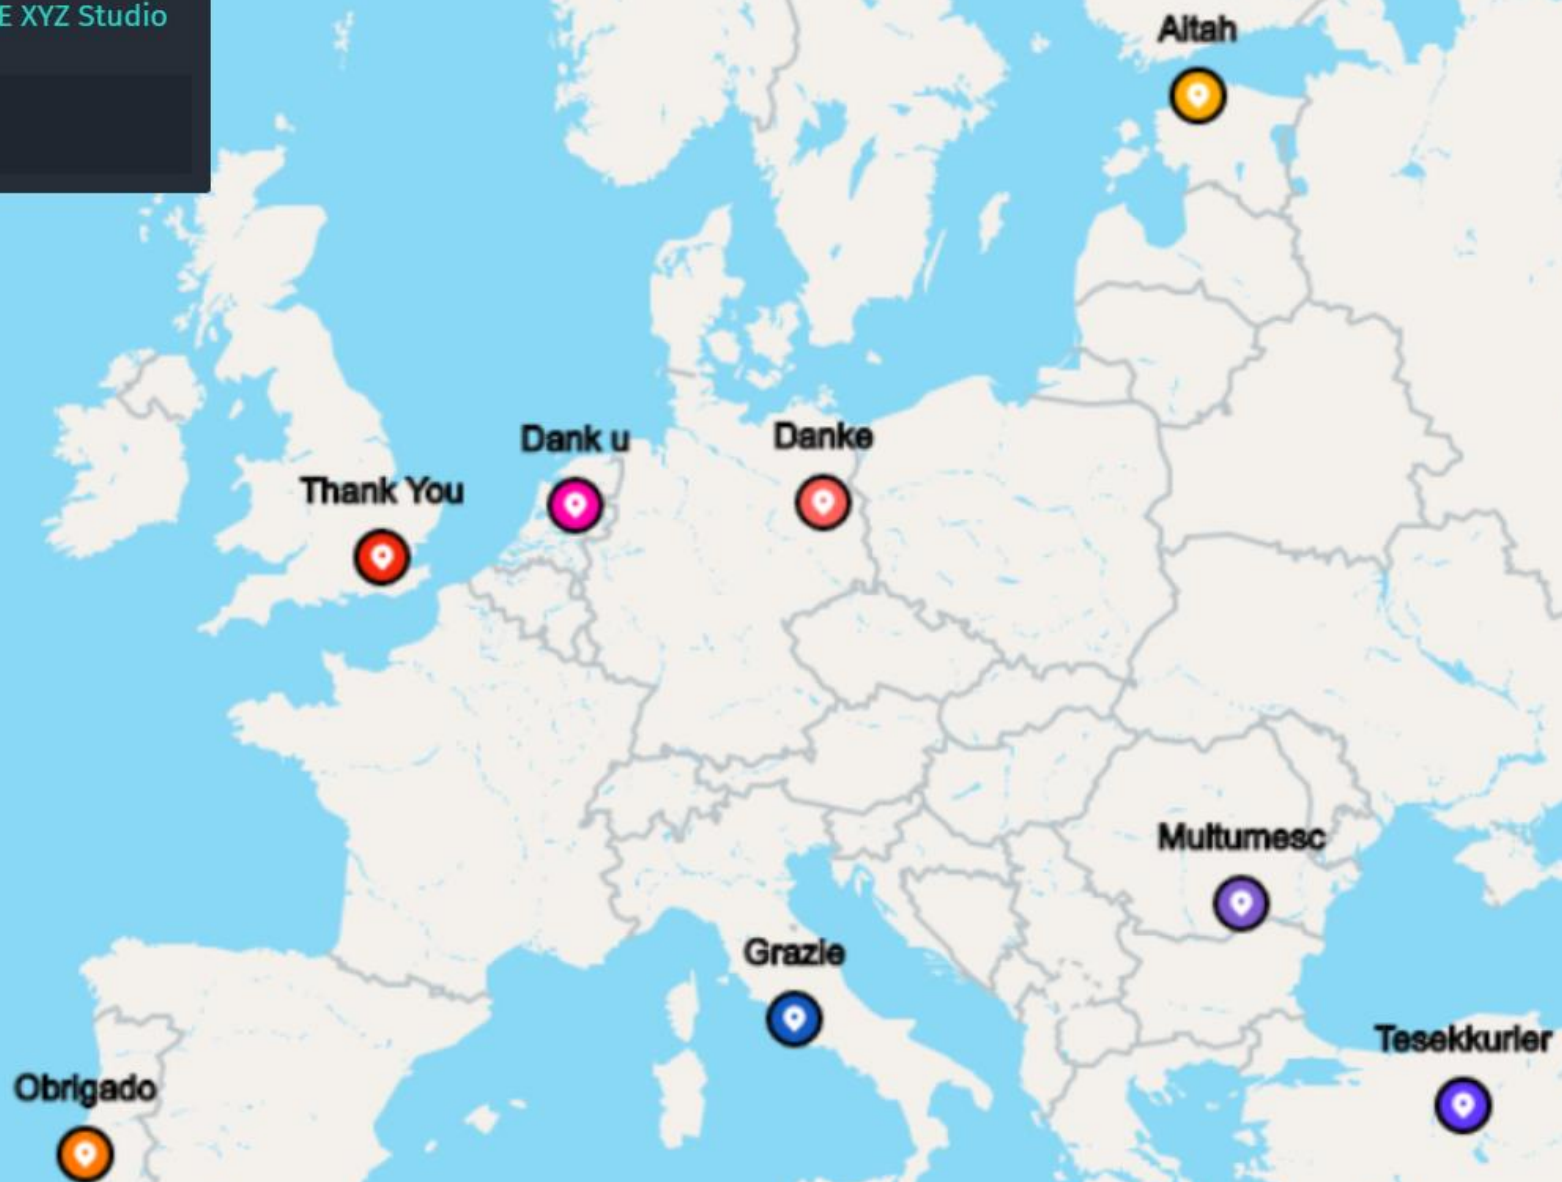 E XYZ Studio
Aitah
Dank u
Danke
Thank You
Multumesc
Grazie
Tesekkurler
Obrigado